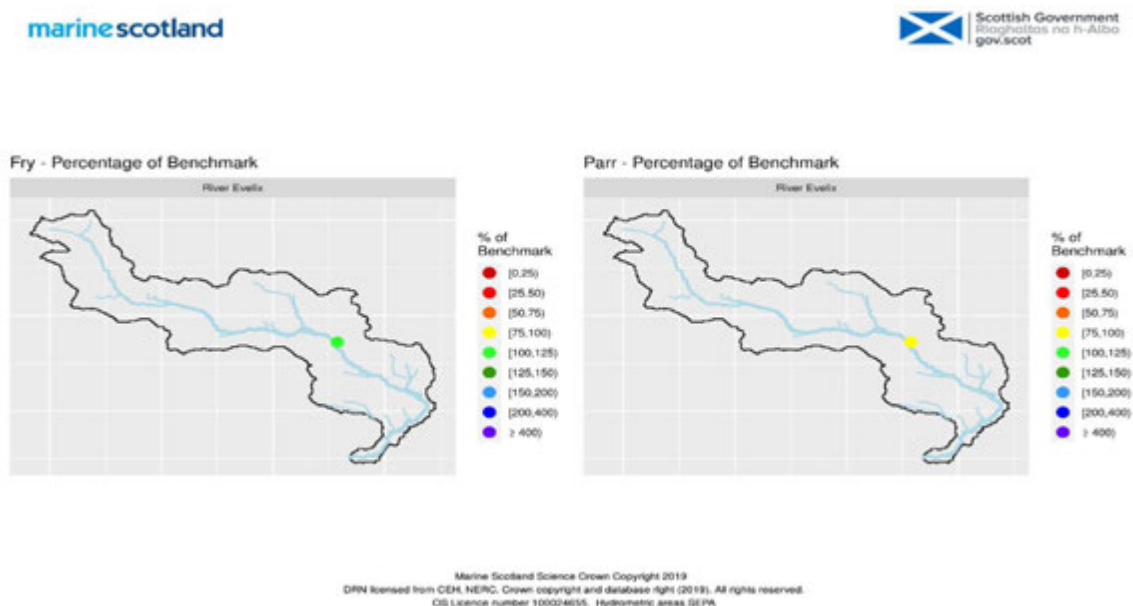 marinescotland
Scottish Government
Riaghaltas na h-Alba
gov.scot
Fry - Percentage of Benchmark
River Evelix
% of
Benchmark
[0,25)
[25,50)
[50,75)
[75,100)
[100,125)
[125,150)
[150,200)
[200,400)
≥ 400)
Parr - Percentage of Benchmark
River Evelix
% of
Benchmark
[0,25)
[25,50)
[50,75)
[75,100)
[100,125)
[125,150)
[150,200)
[200,400)
≥ 400)
Marine Scotland Science Crown Copyright 2019
DRN licensed from CEH, NERC. Crown copyright and database right (2019). All rights reserved.
OS Licence number 100024655. Hydrometric areas SEPA